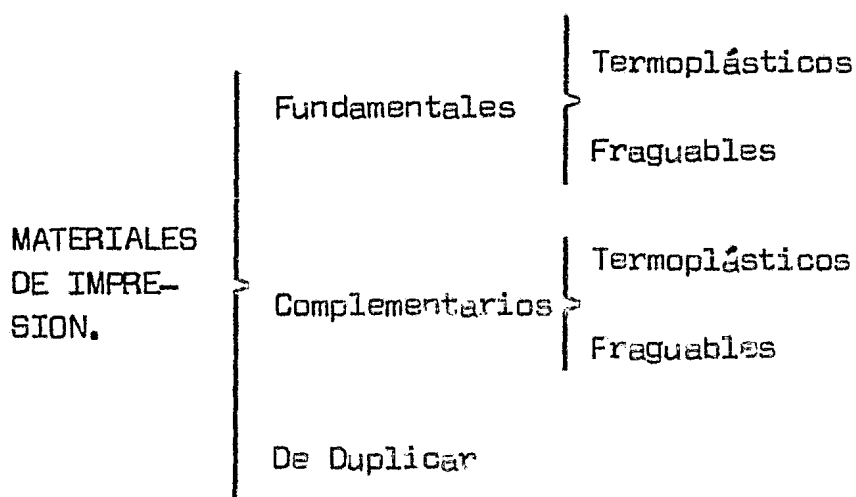 MATERIALES
DE IMPRE-
SION.
Fundamentales
Termoplásticos
Fraguables
Complementarios
Termoplásticos
Fraguables
De Duplicar